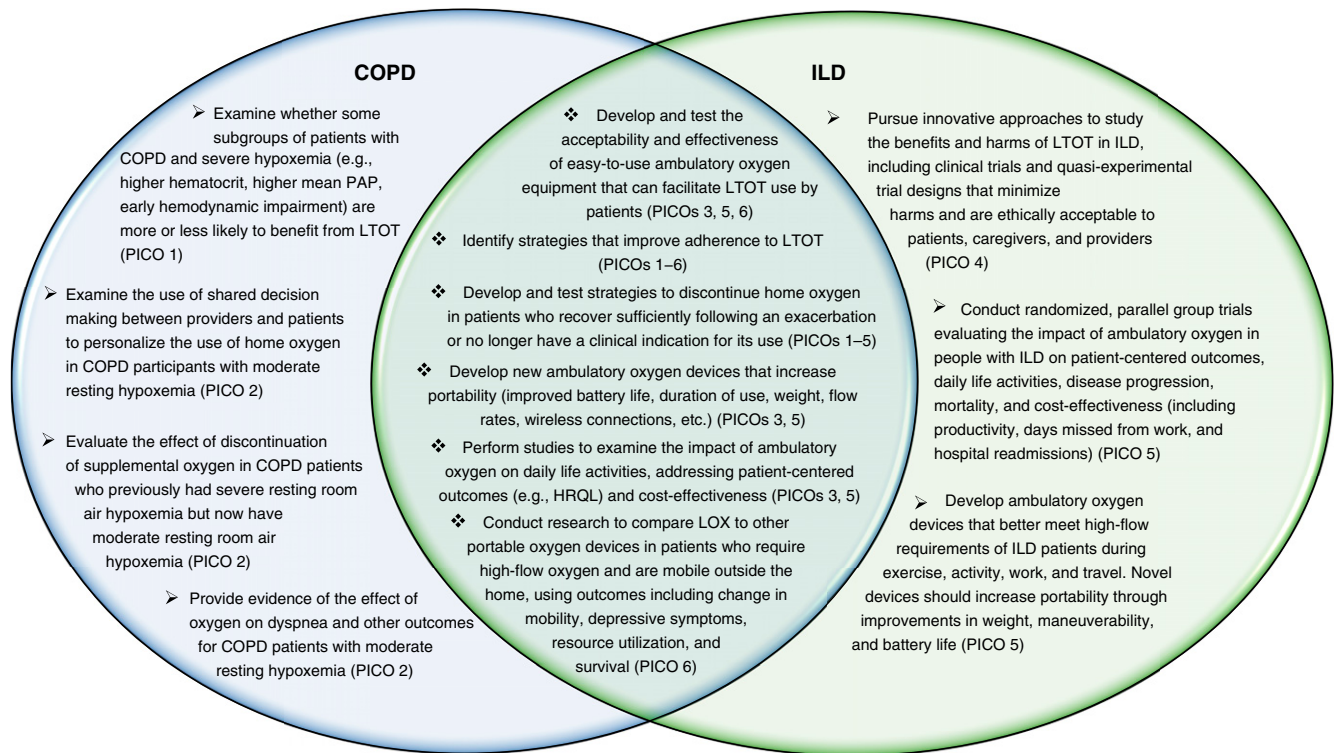 COPD
➢ Examine whether some
subgroups of patients with
COPD and severe hypoxemia (e.g.,
higher hematocrit, higher mean PAP,
early hemodynamic impairment) are
more or less likely to benefit from LTOT
(PICO 1)
➢ Examine the use of shared decision
making between providers and patients
to personalize the use of home oxygen
in COPD participants with moderate
resting hypoxemia (PICO 2)
➢ Evaluate the effect of discontinuation
of supplemental oxygen in COPD patients
who previously had severe resting room
air hypoxemia but now have
moderate resting room air
hypoxemia (PICO 2)
➢ Provide evidence of the effect of
oxygen on dyspnea and other outcomes
for COPD patients with moderate
resting hypoxemia (PICO 2)
❖ Develop and test the
acceptability and effectiveness
of easy-to-use ambulatory oxygen
equipment that can facilitate LTOT use by
patients (PICOs 3, 5, 6)
❖ Identify strategies that improve adherence to LTOT
(PICOs 1–6)
❖ Develop and test strategies to discontinue home oxygen
in patients who recover sufficiently following an exacerbation
or no longer have a clinical indication for its use (PICOs 1–5)
❖ Develop new ambulatory oxygen devices that increase
portability (improved battery life, duration of use, weight, flow
rates, wireless connections, etc.) (PICOs 3, 5)
❖ Perform studies to examine the impact of ambulatory
oxygen on daily life activities, addressing patient-centered
outcomes (e.g., HRQL) and cost-effectiveness (PICOs 3, 5)
❖ Conduct research to compare LOX to other
portable oxygen devices in patients who require
high-flow oxygen and are mobile outside the
home, using outcomes including change in
mobility, depressive symptoms,
resource utilization, and
survival (PICO 6)
ILD
➢ Pursue innovative approaches to study
the benefits and harms of LTOT in ILD,
including clinical trials and quasi-experimental
trial designs that minimize
harms and are ethically acceptable to
patients, caregivers, and providers
(PICO 4)
➢ Conduct randomized, parallel group trials
evaluating the impact of ambulatory oxygen in
people with ILD on patient-centered outcomes,
daily life activities, disease progression,
mortality, and cost-effectiveness (including
productivity, days missed from work, and
hospital readmissions) (PICO 5)
➢ Develop ambulatory oxygen
devices that better meet high-flow
requirements of ILD patients during
exercise, activity, work, and travel. Novel
devices should increase portability through
improvements in weight, maneuverability,
and battery life (PICO 5)